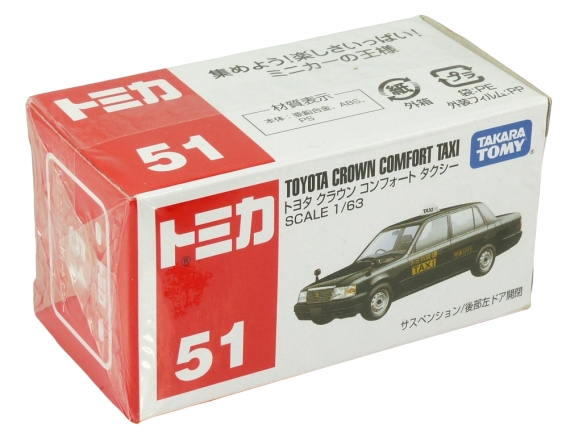 集めよう!楽しさいっぱい!
ミニカーの王様
材質表示
本体:亜鉛合金、ABS、
PS
紙
外箱
プラ
袋:PE
外装フィルム:PP
トミカ
51
TAKARA
TOMY
TOYOTA CROWN COMFORT TAXI
トヨタ クラウン コンフォート タクシー
SCALE 1/63
トミカ
®
51
TAXI
TAXI
サスペンション/後部左ドア開閉